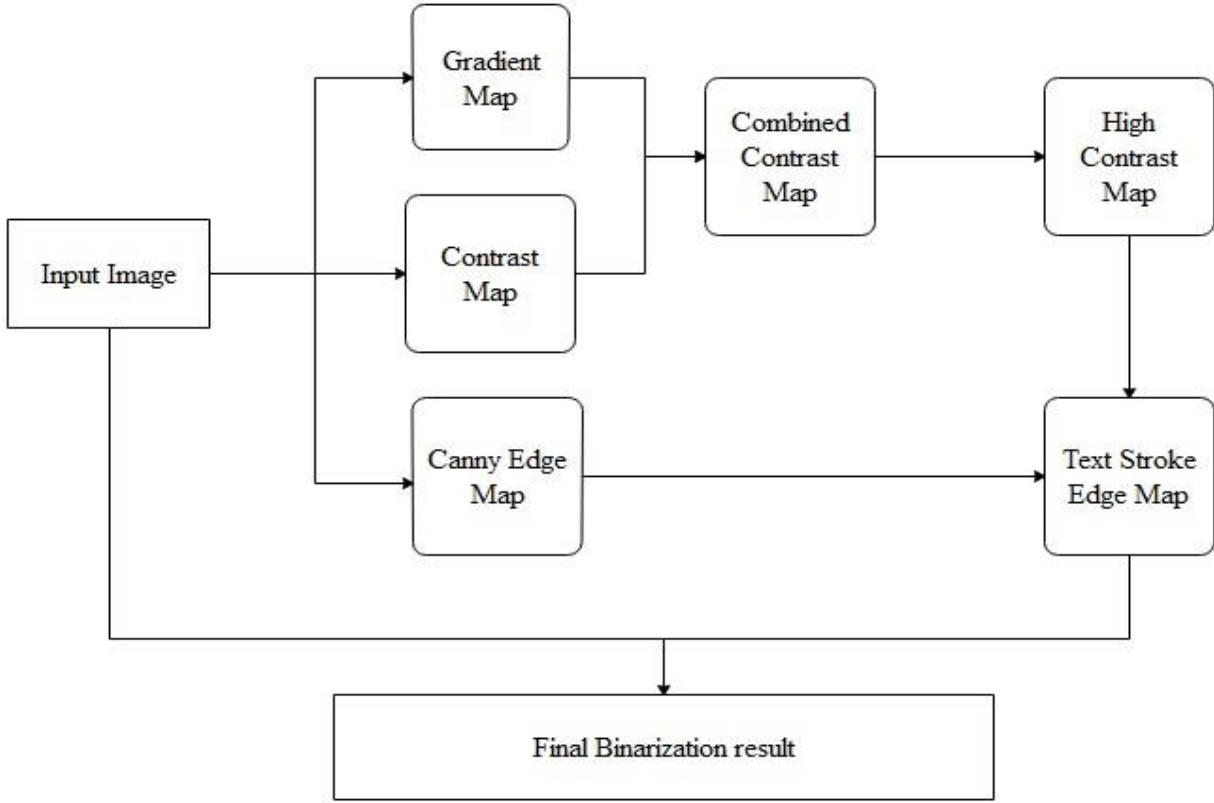 Gradient
Map
Combined
Contrast
Map
High
Contrast
Map
Input Image
Contrast
Map
Canny Edge
Map
Text Stroke
Edge Map
Final Binarization result